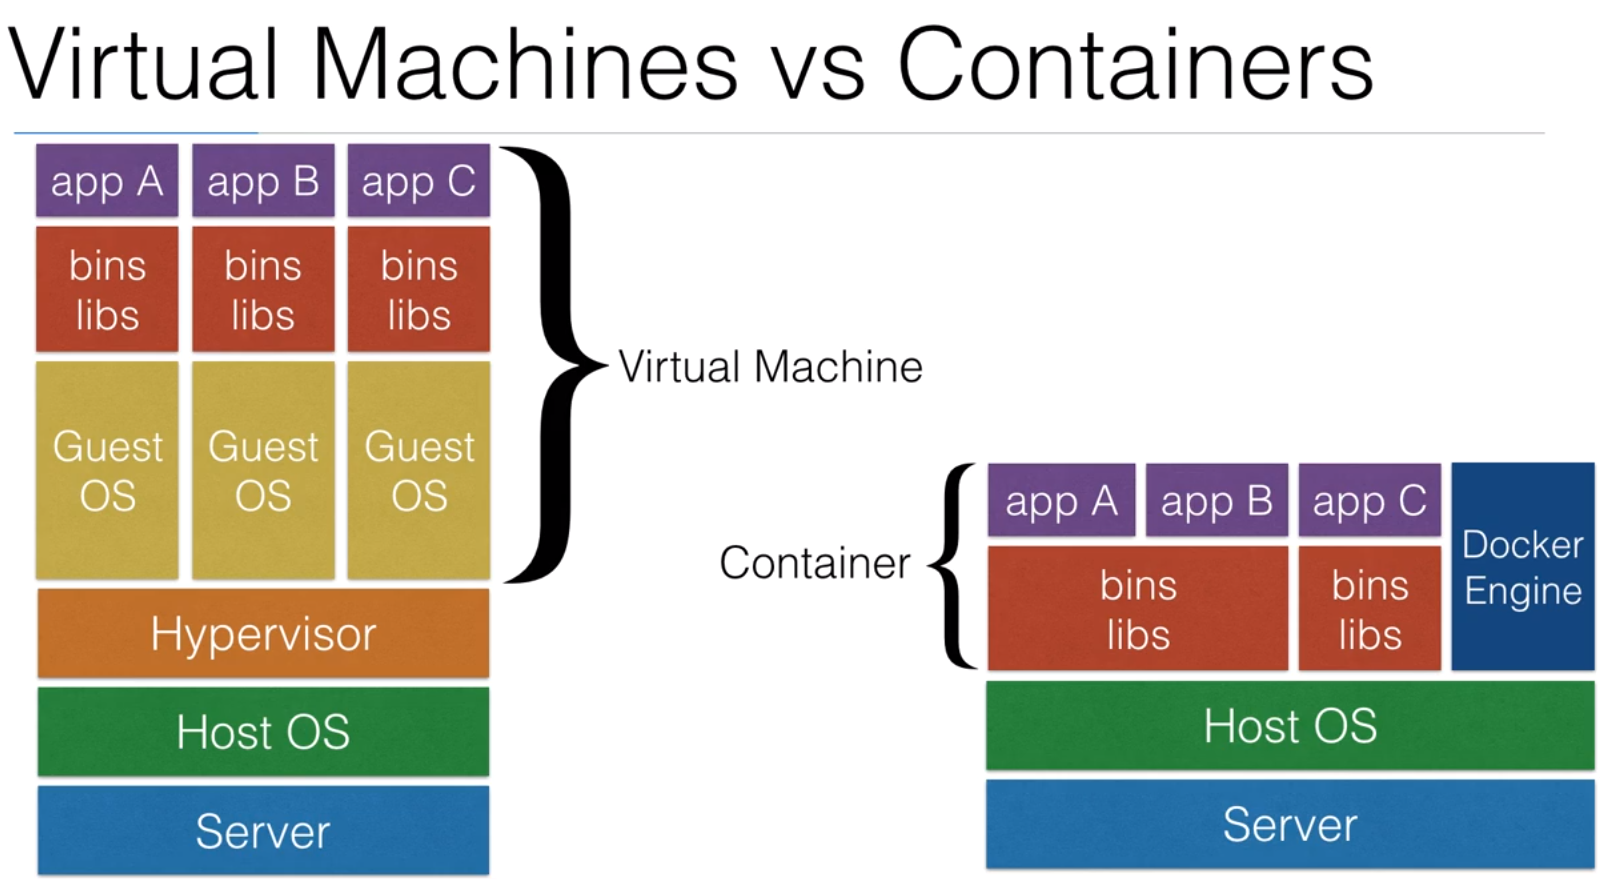 Virtual Machines vs Containers
app A
app B
app C
bins
libs
bins
libs
bins
libs
Guest
OS
Guest
OS
Guest
OS
Hypervisor
Host OS
Server
Virtual Machine
Container
app A
app B
app C
bins
libs
bins
libs
Docker
Engine
Host OS
Server